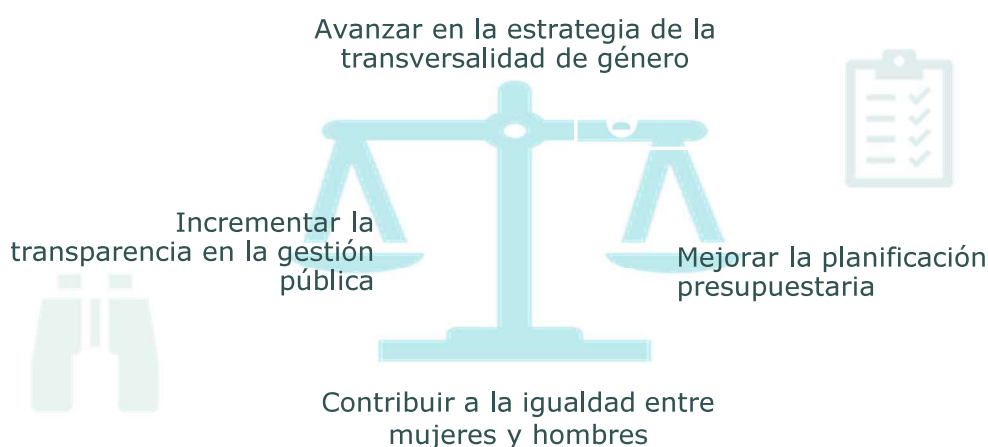 Avanzar en la estrategia de la
transversalidad de género
Incrementar la
transparencia en la gestión
pública
Mejorar la planificación
presupuestaria
Contribuir a la igualdad entre
mujeres y hombres